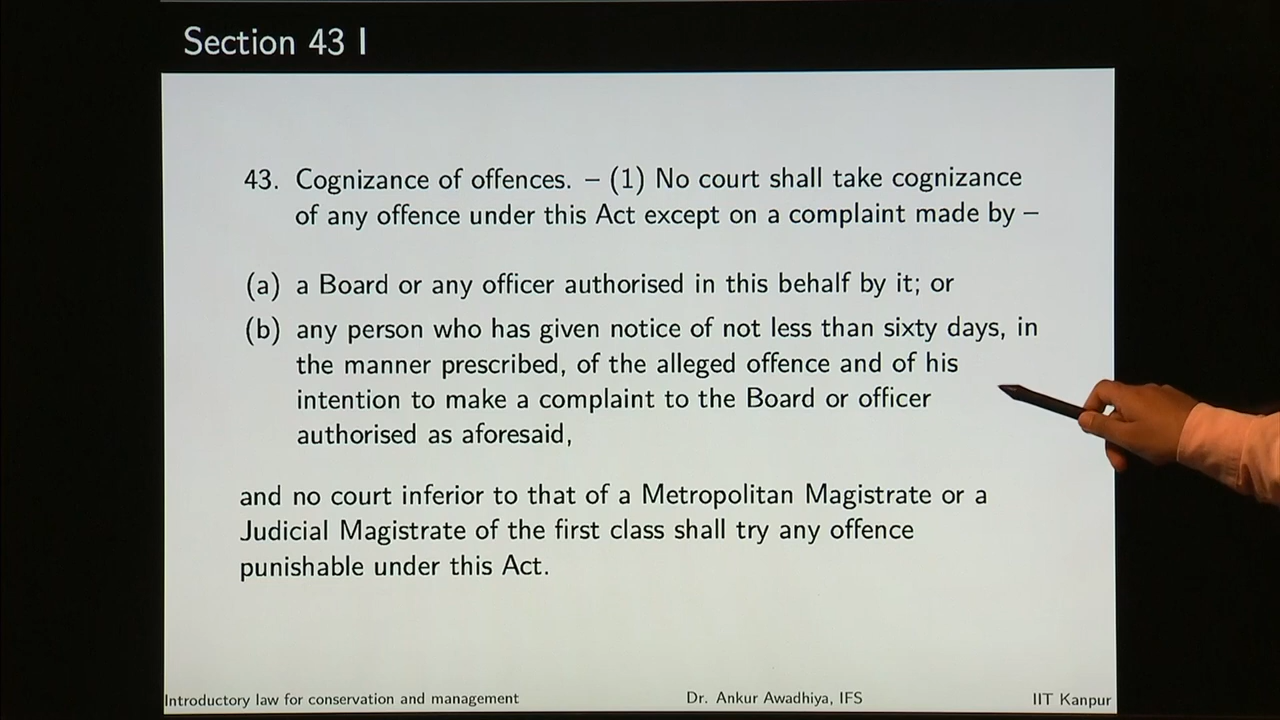 Section 43 I
43. Cognizance of offences. – (1) No court shall take cognizance
of any offence under this Act except on a complaint made by –
(a) a Board or any officer authorised in this behalf by it; or
(b) any person who has given notice of not less than sixty days, in
the manner prescribed, of the alleged offence and of his
intention to make a complaint to the Board or officer
authorised as aforesaid,
and no court inferior to that of a Metropolitan Magistrate or a
Judicial Magistrate of the first class shall try any offence
punishable under this Act.
Introductory law for conservation and management Dr. Ankur Awadhiya, IFS IIT Kanpur